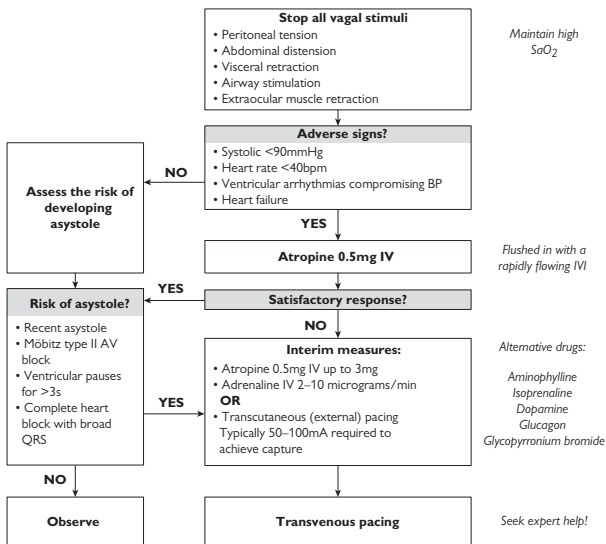 Stop all vagal stimuli
• Peritoneal tension
• Abdominal distension
• Visceral retraction
• Airway stimulation
• Extraocular muscle retraction
Maintain high
SaO2
Adverse signs?
• Systolic <90mmHg
• Heart rate <40bpm
• Ventricular arrhythmias compromising BP
• Heart failure
NO
Assess the risk of
developing
asystole
YES
Atropine 0.5mg IV
Flushed in with a
rapidly flowing IVI
YES
Satisfactory response?
Risk of asystole?
• Recent asystole
• Möbitz type II AV
block
• Ventricular pauses
for >3s
• Complete heart
block with broad
QRS
NO
Interim measures:
• Atropine 0.5mg IV up to 3mg
• Adrenaline IV 2–10 micrograms/min
OR
• Transcutaneous (external) pacing
Typically 50–100mA required to
achieve capture
YES
Alternative drugs:
Aminophylline
Isoprenaline
Dopamine
Glucagon
Glycopyrronium bromide
NO
Observe
Transvenous pacing
Seek expert help!